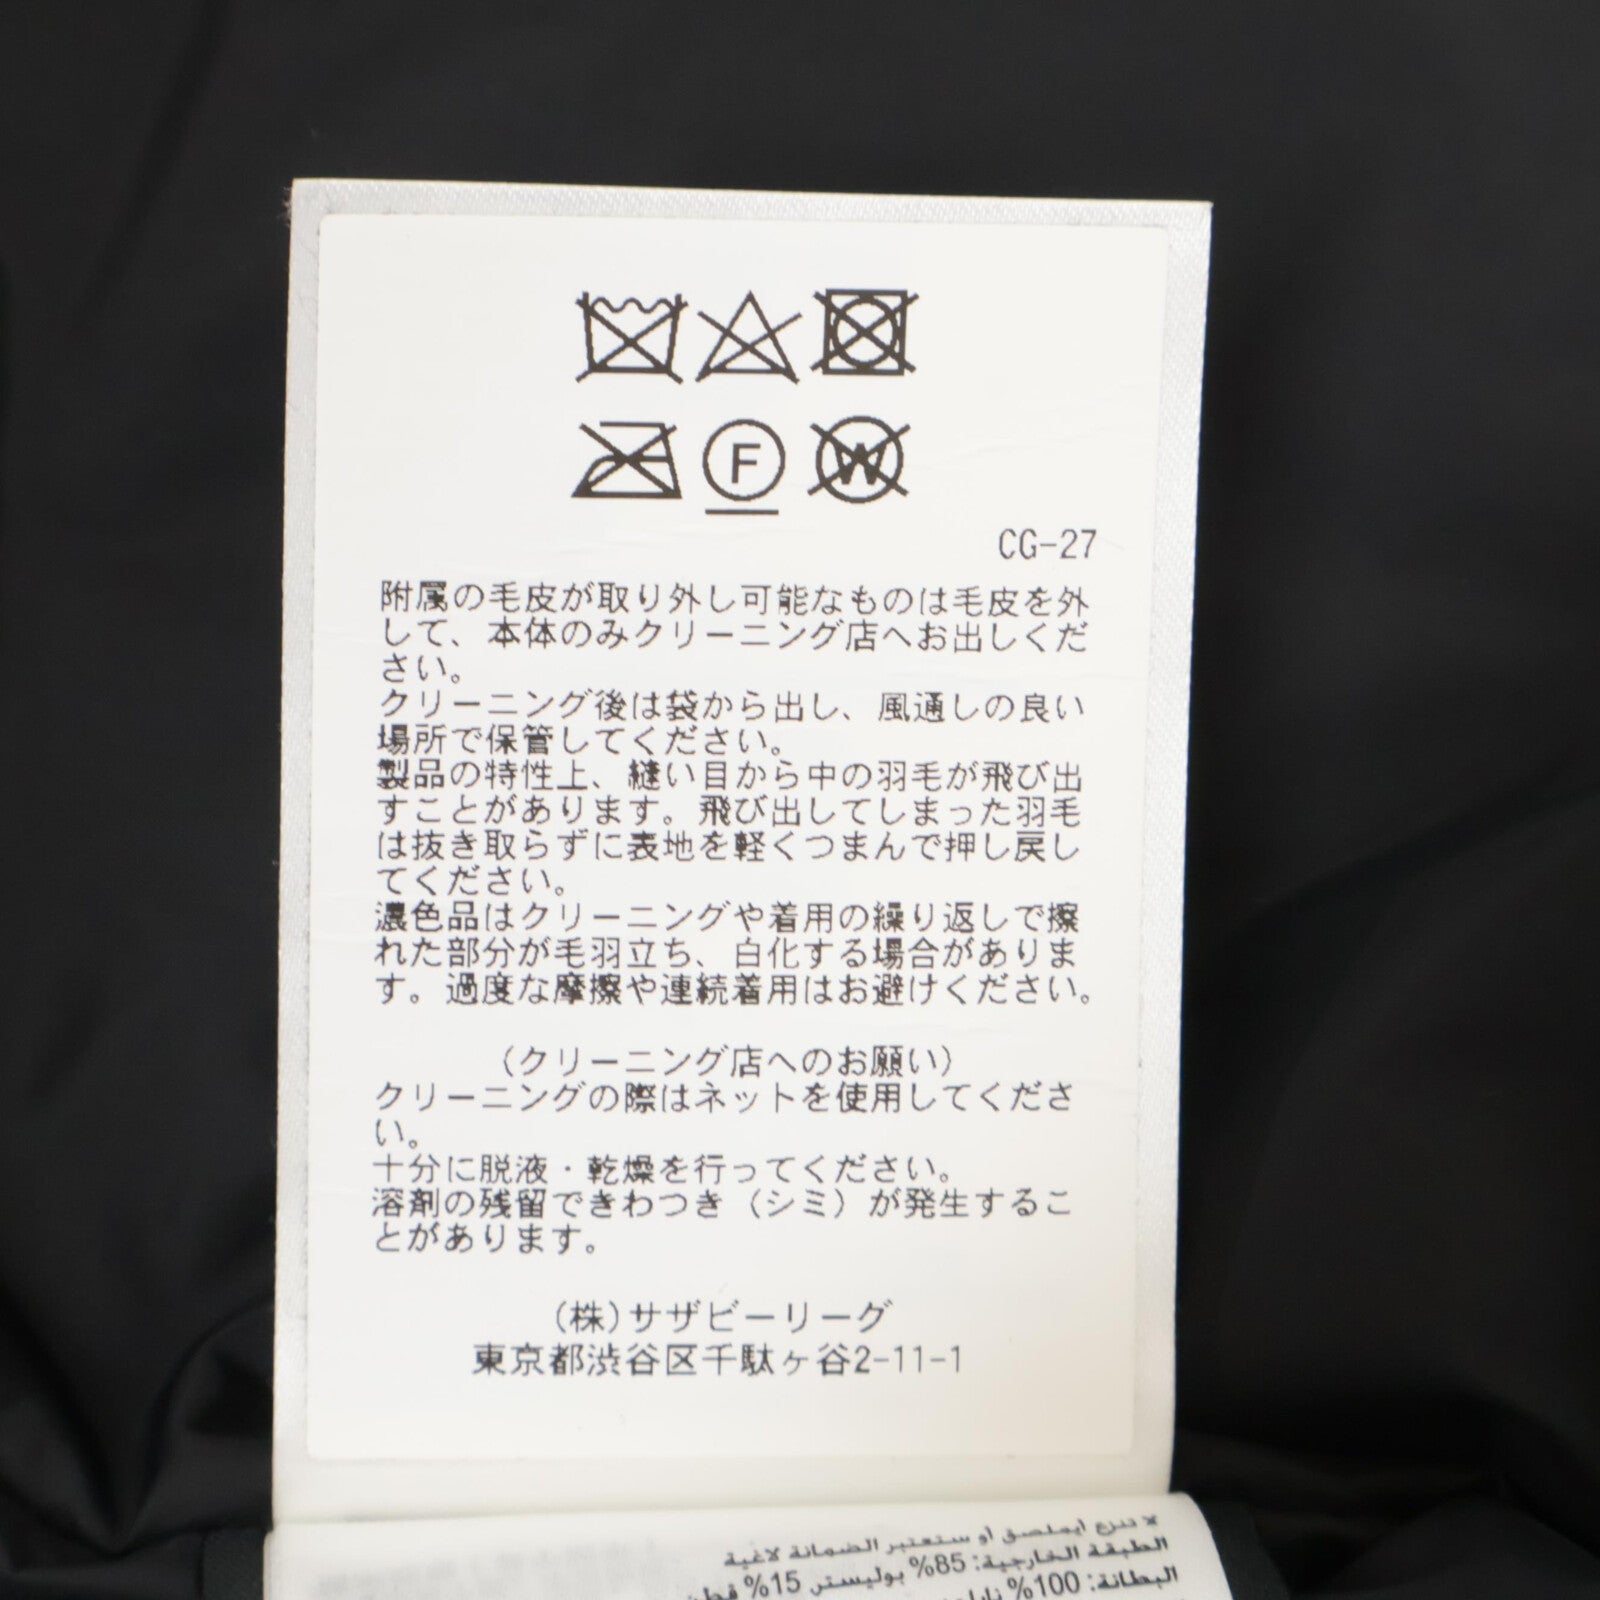 F
W
CG-27
附属の毛皮が取り外し可能なものは毛皮を外
して、本体のみクリーニング店へお出しくだ
さい。
クリーニング後は袋から出し、風通しの良い
場所で保管してください。
製品の特性上、縫い目から中の羽毛が飛び出
すことがあります。飛び出してしまった羽毛
は抜き取らずに表地を軽くつまんで押し戻し
てください。
濃色品はクリーニングや着用の繰り返しで擦
れた部分が毛羽立ち、白化する場合がありま
す。過度な摩擦や連続着用はお避けください。
(クリーニング店へのお願い)
クリーニングの際はネットを使用してくださ
い。
十分に脱液・乾燥を行ってください。
溶剤の残留できわつき(シミ)が発生するこ
とがあります。
(株)サザビーリーグ
東京都渋谷区千駄ヶ谷2-11-1
لا تنزع أيملصق أو ستعتبر الضمانة لاغية
الطبقة الخارجية: 85% بوليستر 15% قطن
البطانة: 100%